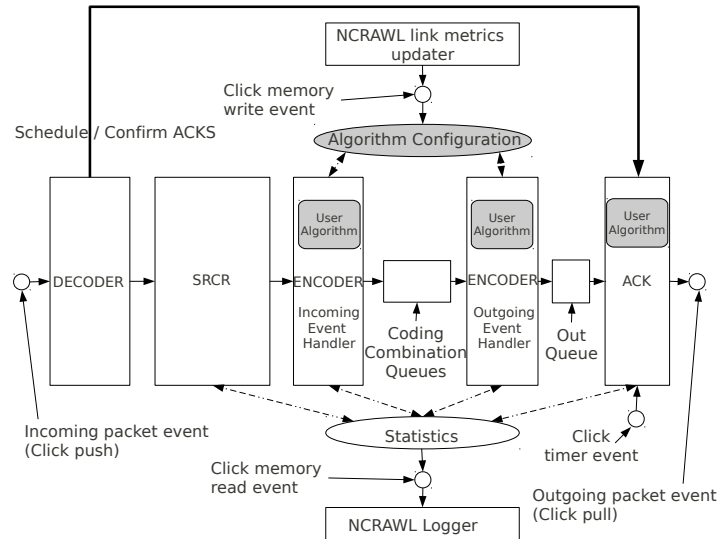 NCRAWL link metrics
updater
Click memory
write event
Schedule / Confirm ACKS
Algorithm Configuration
User
Algorithm
User
Algorithm
User
Algorithm
DECODER
SRCR
ENCODER
ENCODER
ACK
Incoming
Event
Handler
Outgoing
Event
Handler
Coding
Combination
Queues
Out
Queue
Incoming packet event
(Click push)
Statistics
Click
timer event
Click memory
read event
Outgoing packet event
(Click pull)
NCRAWL Logger